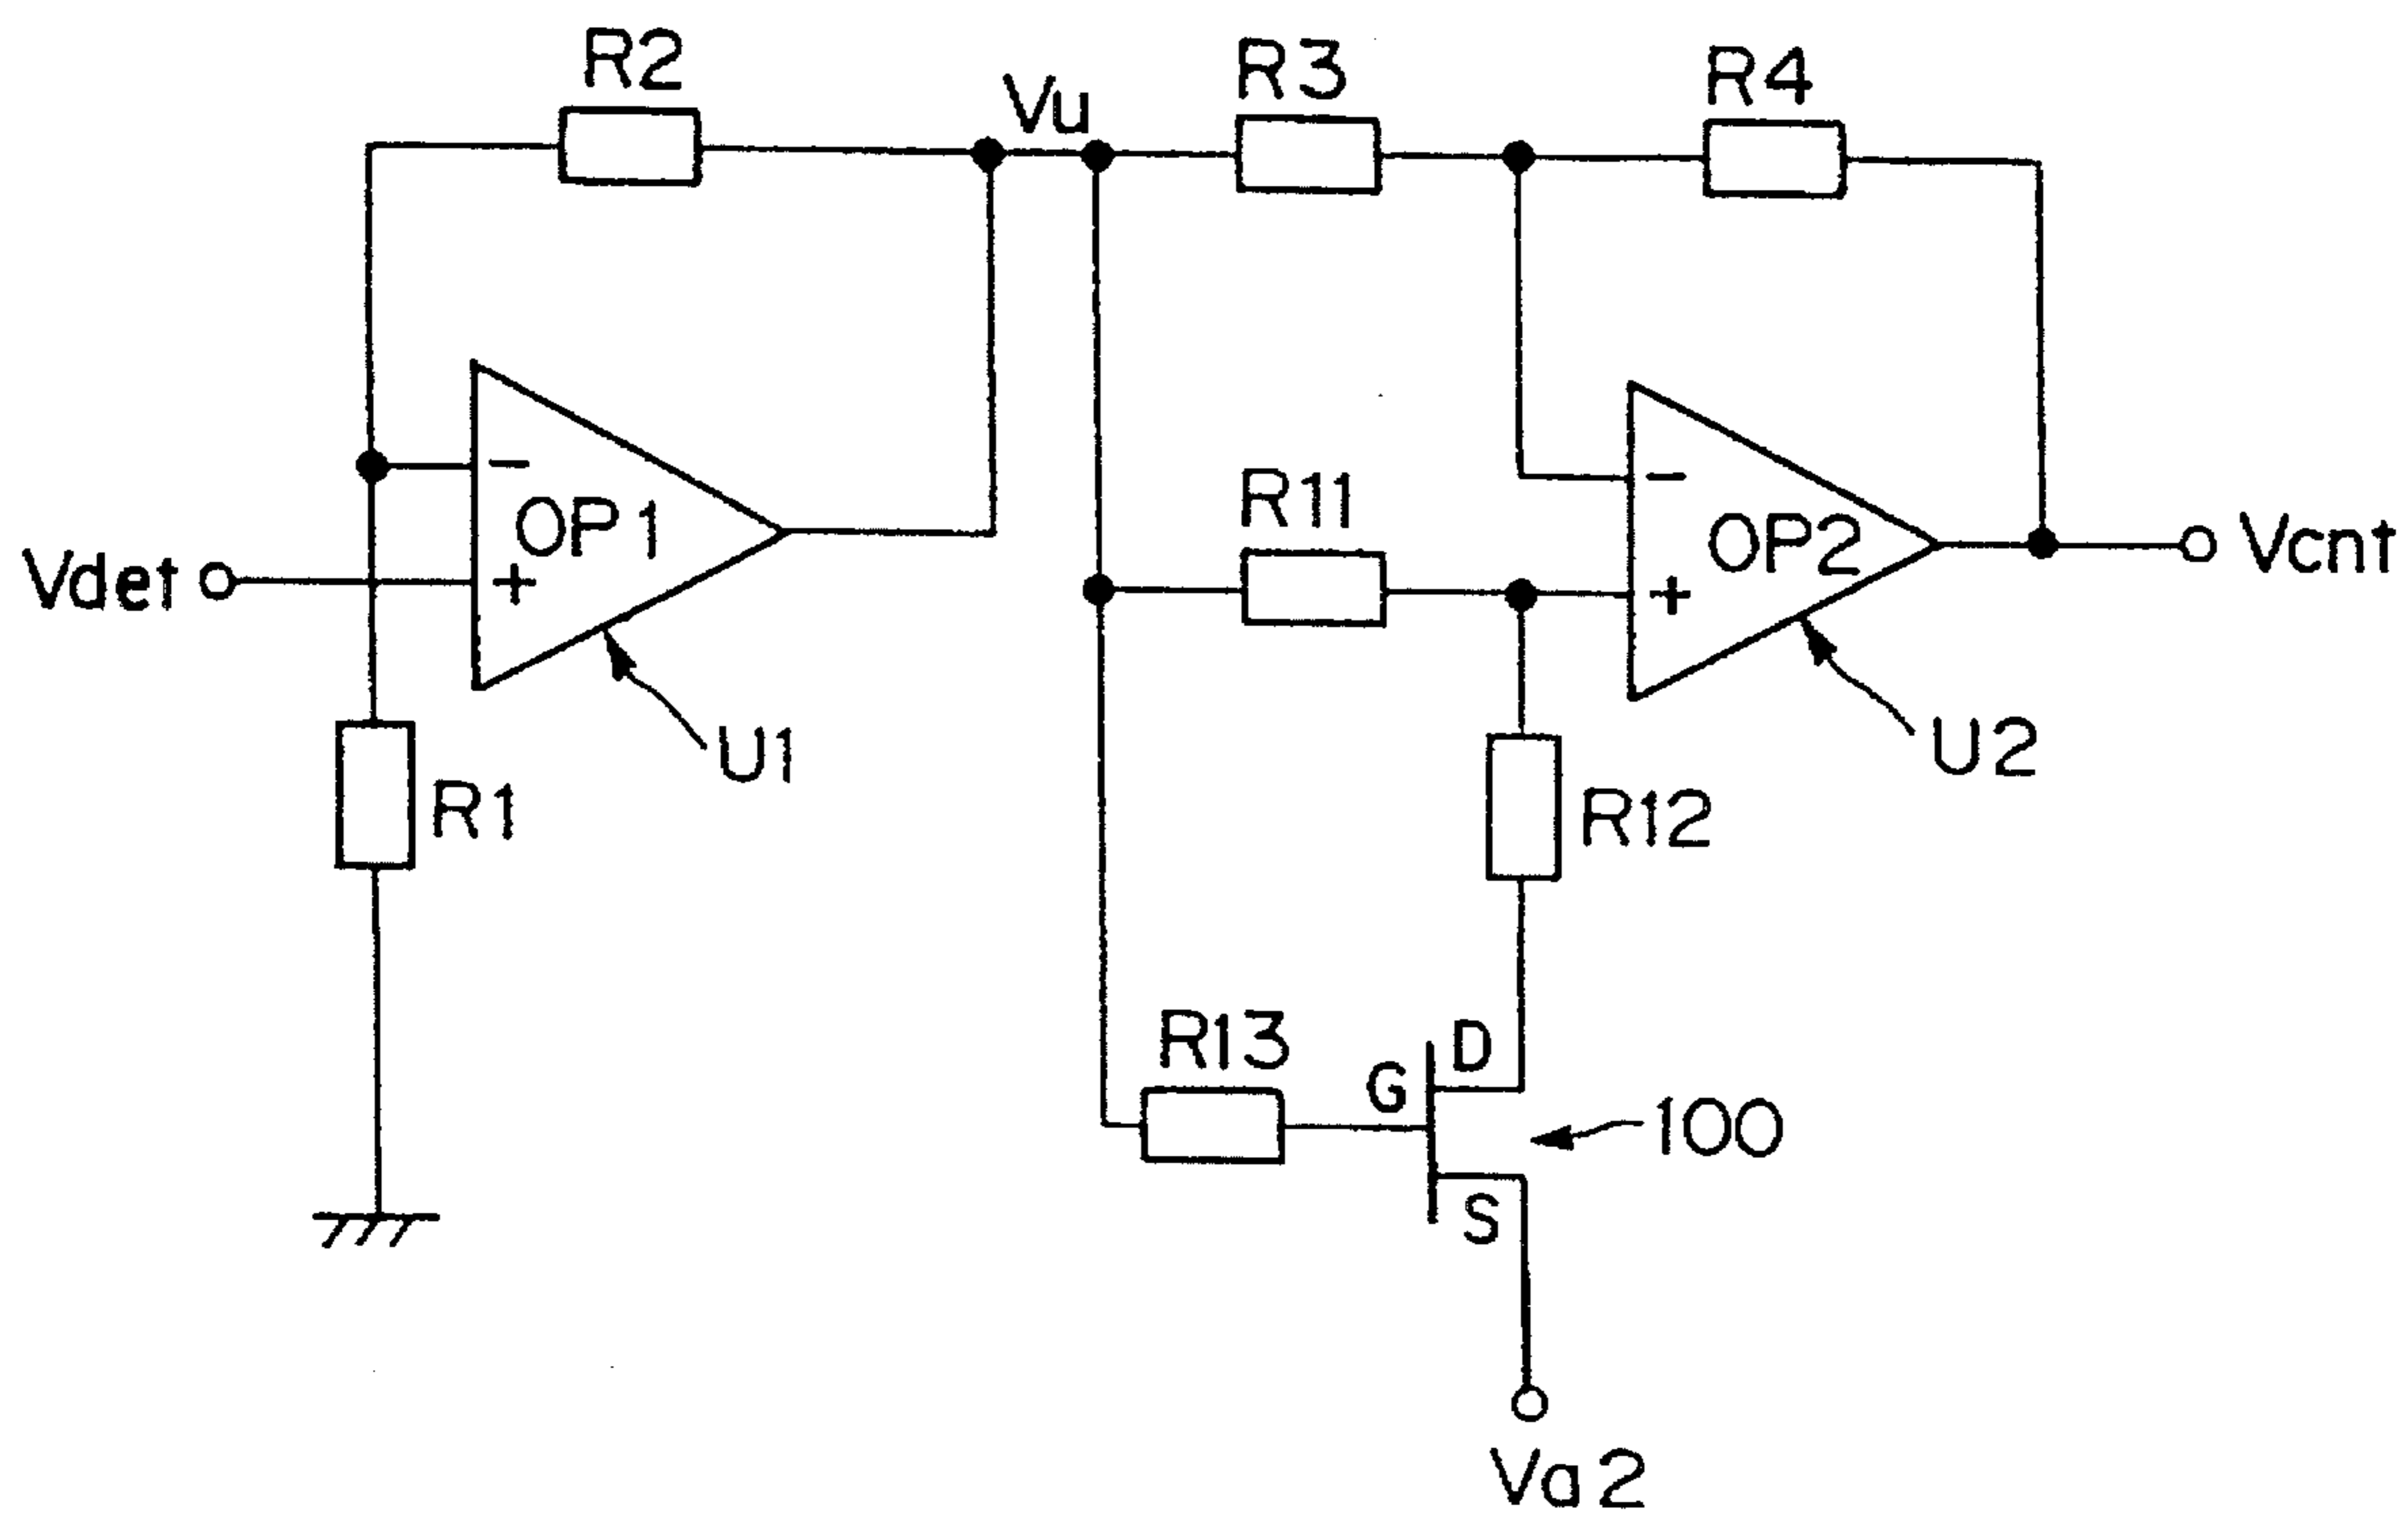 R2
Vu
R3
R4
-
OP1
+
Vdet
U1
R1
R11
-
OP2
+
Vcnt
U2
R12
R13
G
D
S
100
Va2